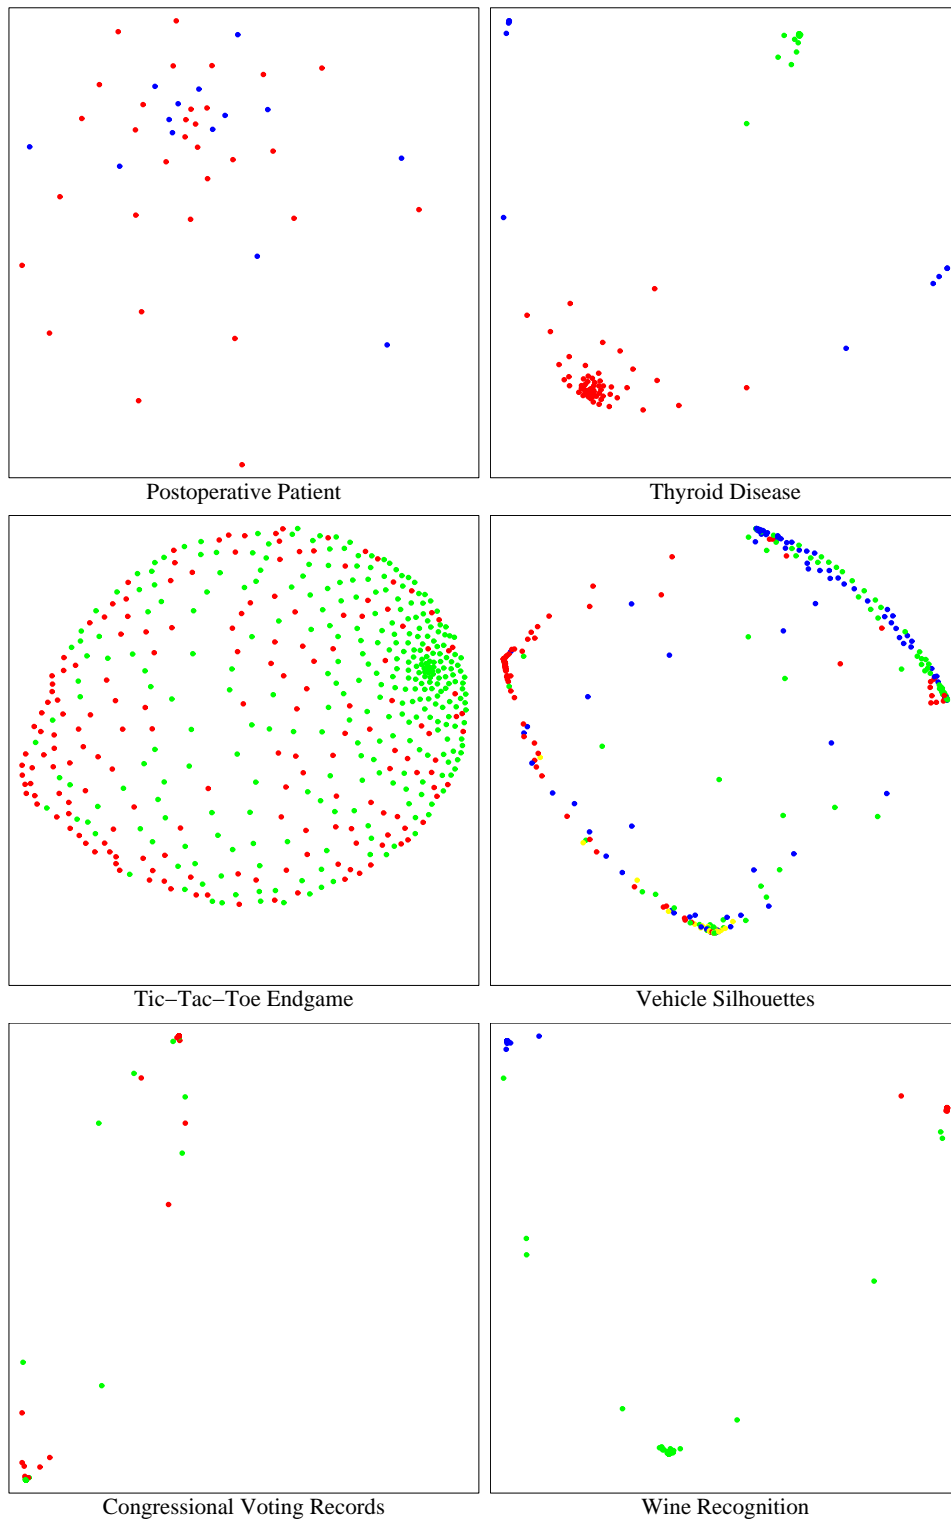 Postoperative Patient
Thyroid Disease
Tic−Tac−Toe Endgame
Vehicle Silhouettes
Congressional Voting Records
Wine Recognition